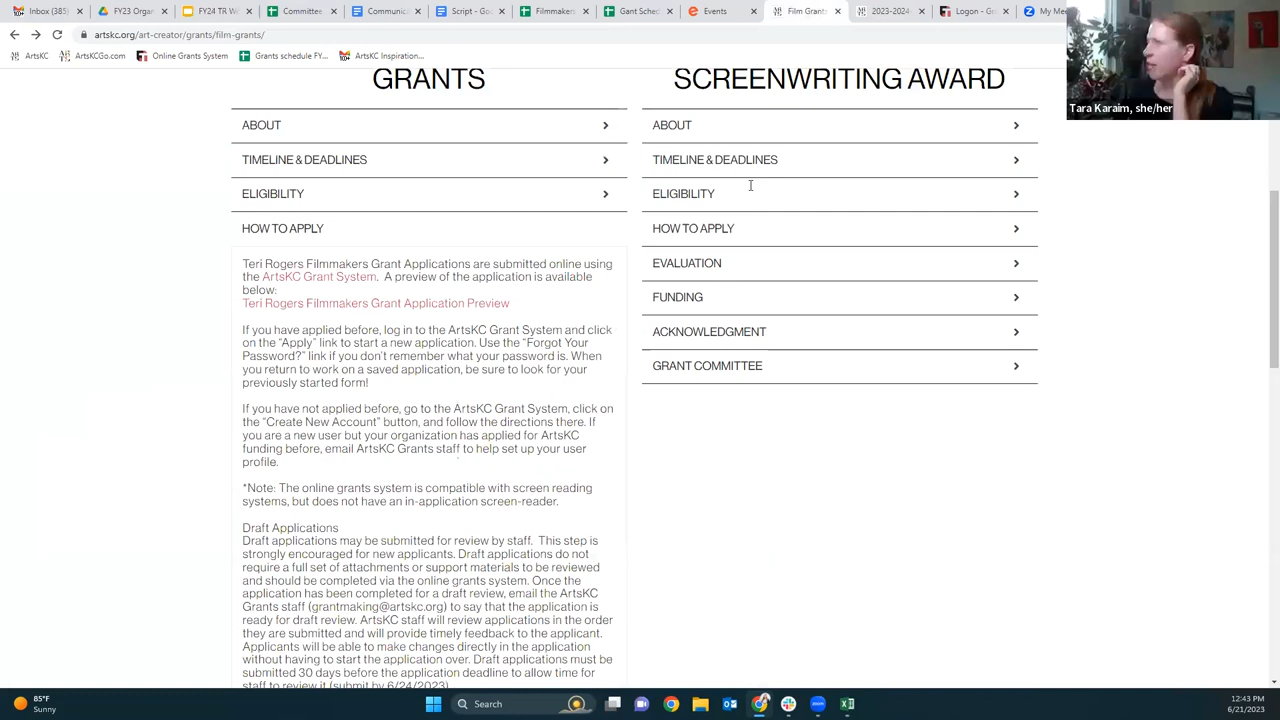 Inbox (385)
FY23 Organ
FY24 TR W
Committee
Communic
Script - Go
Filmmakers
Gant Sched
Events
Film Grants
2023-2024
Logon - Gr
My Me
artskc.org/art-creator/grants/film-grants/
ArtsKC
ArtsKCGo.com
Online Grants System
Grants schedule FY...
ArtsKC Inspiration...
Tara Karaim, she/her
GRANTS
ABOUT
TIMELINE & DEADLINES
ELIGIBILITY
HOW TO APPLY
Teri Rogers Filmmakers Grant Applications are submitted online using
the ArtsKC Grant System. A preview of the application is available
below:
Teri Rogers Filmmakers Grant Application Preview
If you have applied before, log in to the ArtsKC Grant System and click
on the "Apply" link to start a new application. Use the "Forgot Your
Password?" link if you don't remember what your password is. When
you return to work on a saved application, be sure to look for your
previously started form!
If you have not applied before, go to the ArtsKC Grant System, click on
the "Create New Account" button, and follow the directions there. If
you are a new user but your organization has applied for ArtsKC
funding before, email ArtsKC Grants staff to help set up your user
profile.
*Note: The online grants system is compatible with screen reading
systems, but does not have an in-application screen-reader.
Draft Applications
Draft applications may be submitted for review by staff. This step is
strongly encouraged for new applicants. Draft applications do not
require a full set of attachments or support materials to be reviewed
and should be completed via the online grants system. Once the
application has been completed for a draft review, email the ArtsKC
Grants staff (grantmaking@artskc.org) to say that the application is
ready for draft review. ArtsKC staff will review applications in the order
they are submitted and will provide timely feedback to the applicant.
Applicants will be able to make changes directly in the application
without having to start the application over. Draft applications must be
submitted 30 days before the application deadline to allow time for
staff to review it (submit by 6/24/2023)
SCREENWRITING AWARD
ABOUT
TIMELINE & DEADLINES
ELIGIBILITY
HOW TO APPLY
EVALUATION
FUNDING
ACKNOWLEDGMENT
GRANT COMMITTEE
85°F
Sunny
Search
12:43 PM
6/21/2023